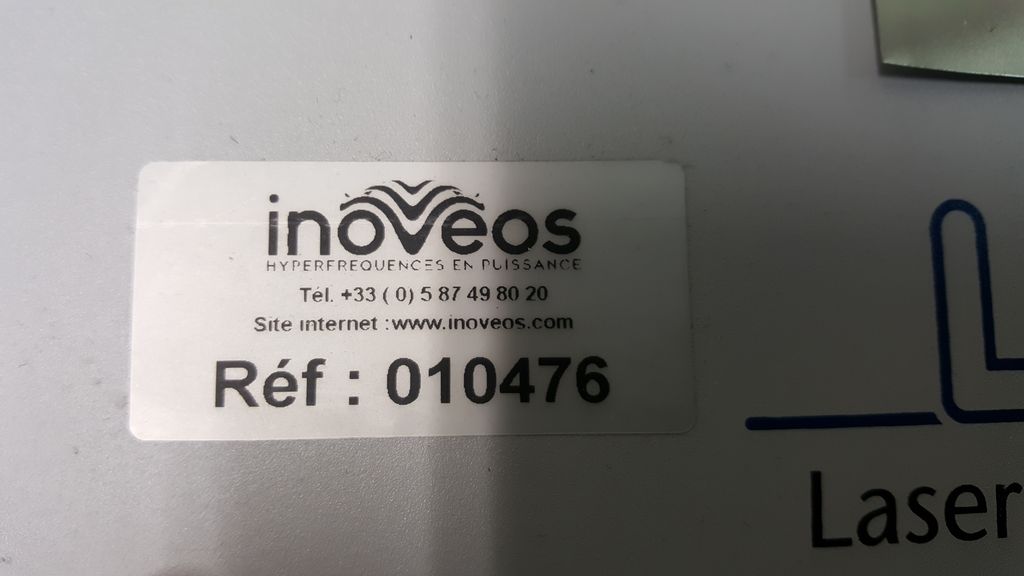 inoveos
HYPERFREQUENCES EN PUISSANCE
Tél. +33 ( 0) 5 87 49 80 20
Site internet :www.inoveos.com
Réf : 010476
L
Laser